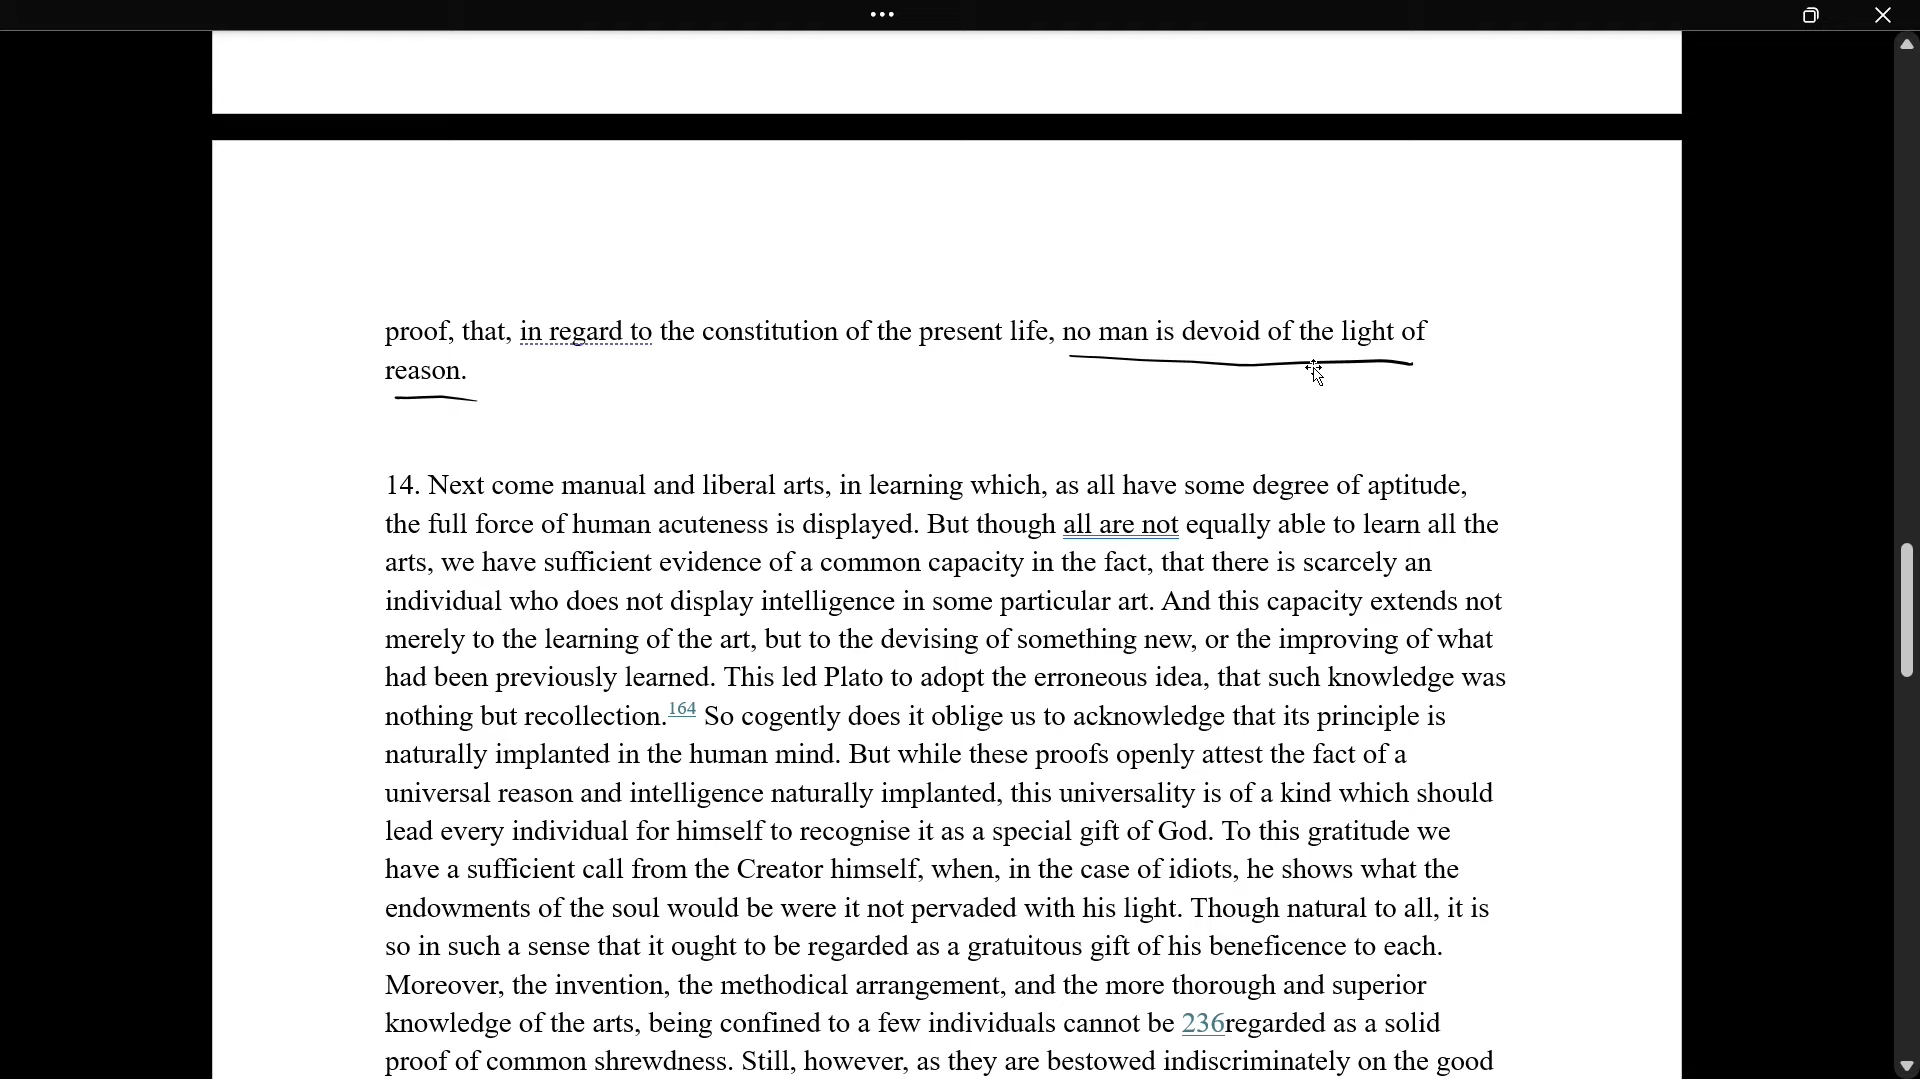 proof, that, in regard to the constitution of the present life, no man is devoid of the light of
reason.
14. Next come manual and liberal arts, in learning which, as all have some degree of aptitude,
the full force of human acuteness is displayed. But though all are not equally able to learn all the
arts, we have sufficient evidence of a common capacity in the fact, that there is scarcely an
individual who does not display intelligence in some particular art. And this capacity extends not
merely to the learning of the art, but to the devising of something new, or the improving of what
had been previously learned. This led Plato to adopt the erroneous idea, that such knowledge was
nothing but recollection.164 So cogently does it oblige us to acknowledge that its principle is
naturally implanted in the human mind. But while these proofs openly attest the fact of a
universal reason and intelligence naturally implanted, this universality is of a kind which should
lead every individual for himself to recognise it as a special gift of God. To this gratitude we
have a sufficient call from the Creator himself, when, in the case of idiots, he shows what the
endowments of the soul would be were it not pervaded with his light. Though natural to all, it is
so in such a sense that it ought to be regarded as a gratuitous gift of his beneficence to each.
Moreover, the invention, the methodical arrangement, and the more thorough and superior
knowledge of the arts, being confined to a few individuals cannot be 236regarded as a solid
proof of common shrewdness. Still, however, as they are bestowed indiscriminately on the good